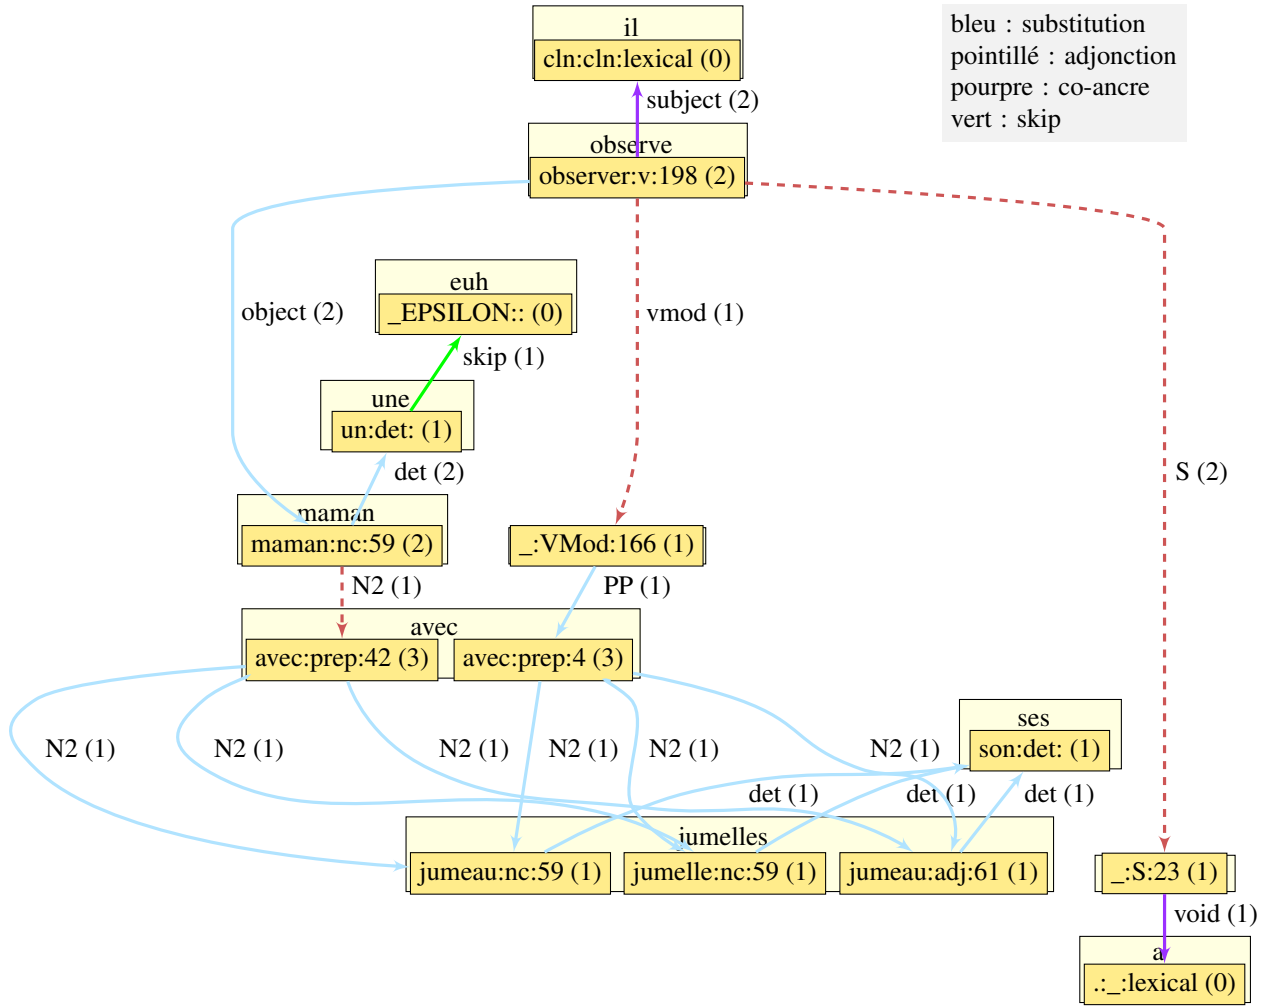 il
cln:cln:lexical (0)
bleu : substitution
pointillé : adjonction
pourpre : co-ancre
vert : skip
subject (2)
observe
observer:v:198 (2)
euh
_EPSILON:: (0)
object (2)
vmod (1)
skip (1)
une
un:det: (1)
det (2)
S (2)
maman
maman:nc:59 (2)
_:VMod:166 (1)
N2 (1)
PP (1)
avec
avec:prep:42 (3)
avec:prep:4 (3)
ses
son:det: (1)
N2 (1)
N2 (1)
N2 (1)
N2 (1)
N2 (1)
N2 (1)
det (1)
det (1)
det (1)
jumelles
jumeau:nc:59 (1)
jumelle:nc:59 (1)
jumeau:adj:61 (1)
_:S:23 (1)
void (1)
a
.:_:lexical (0)